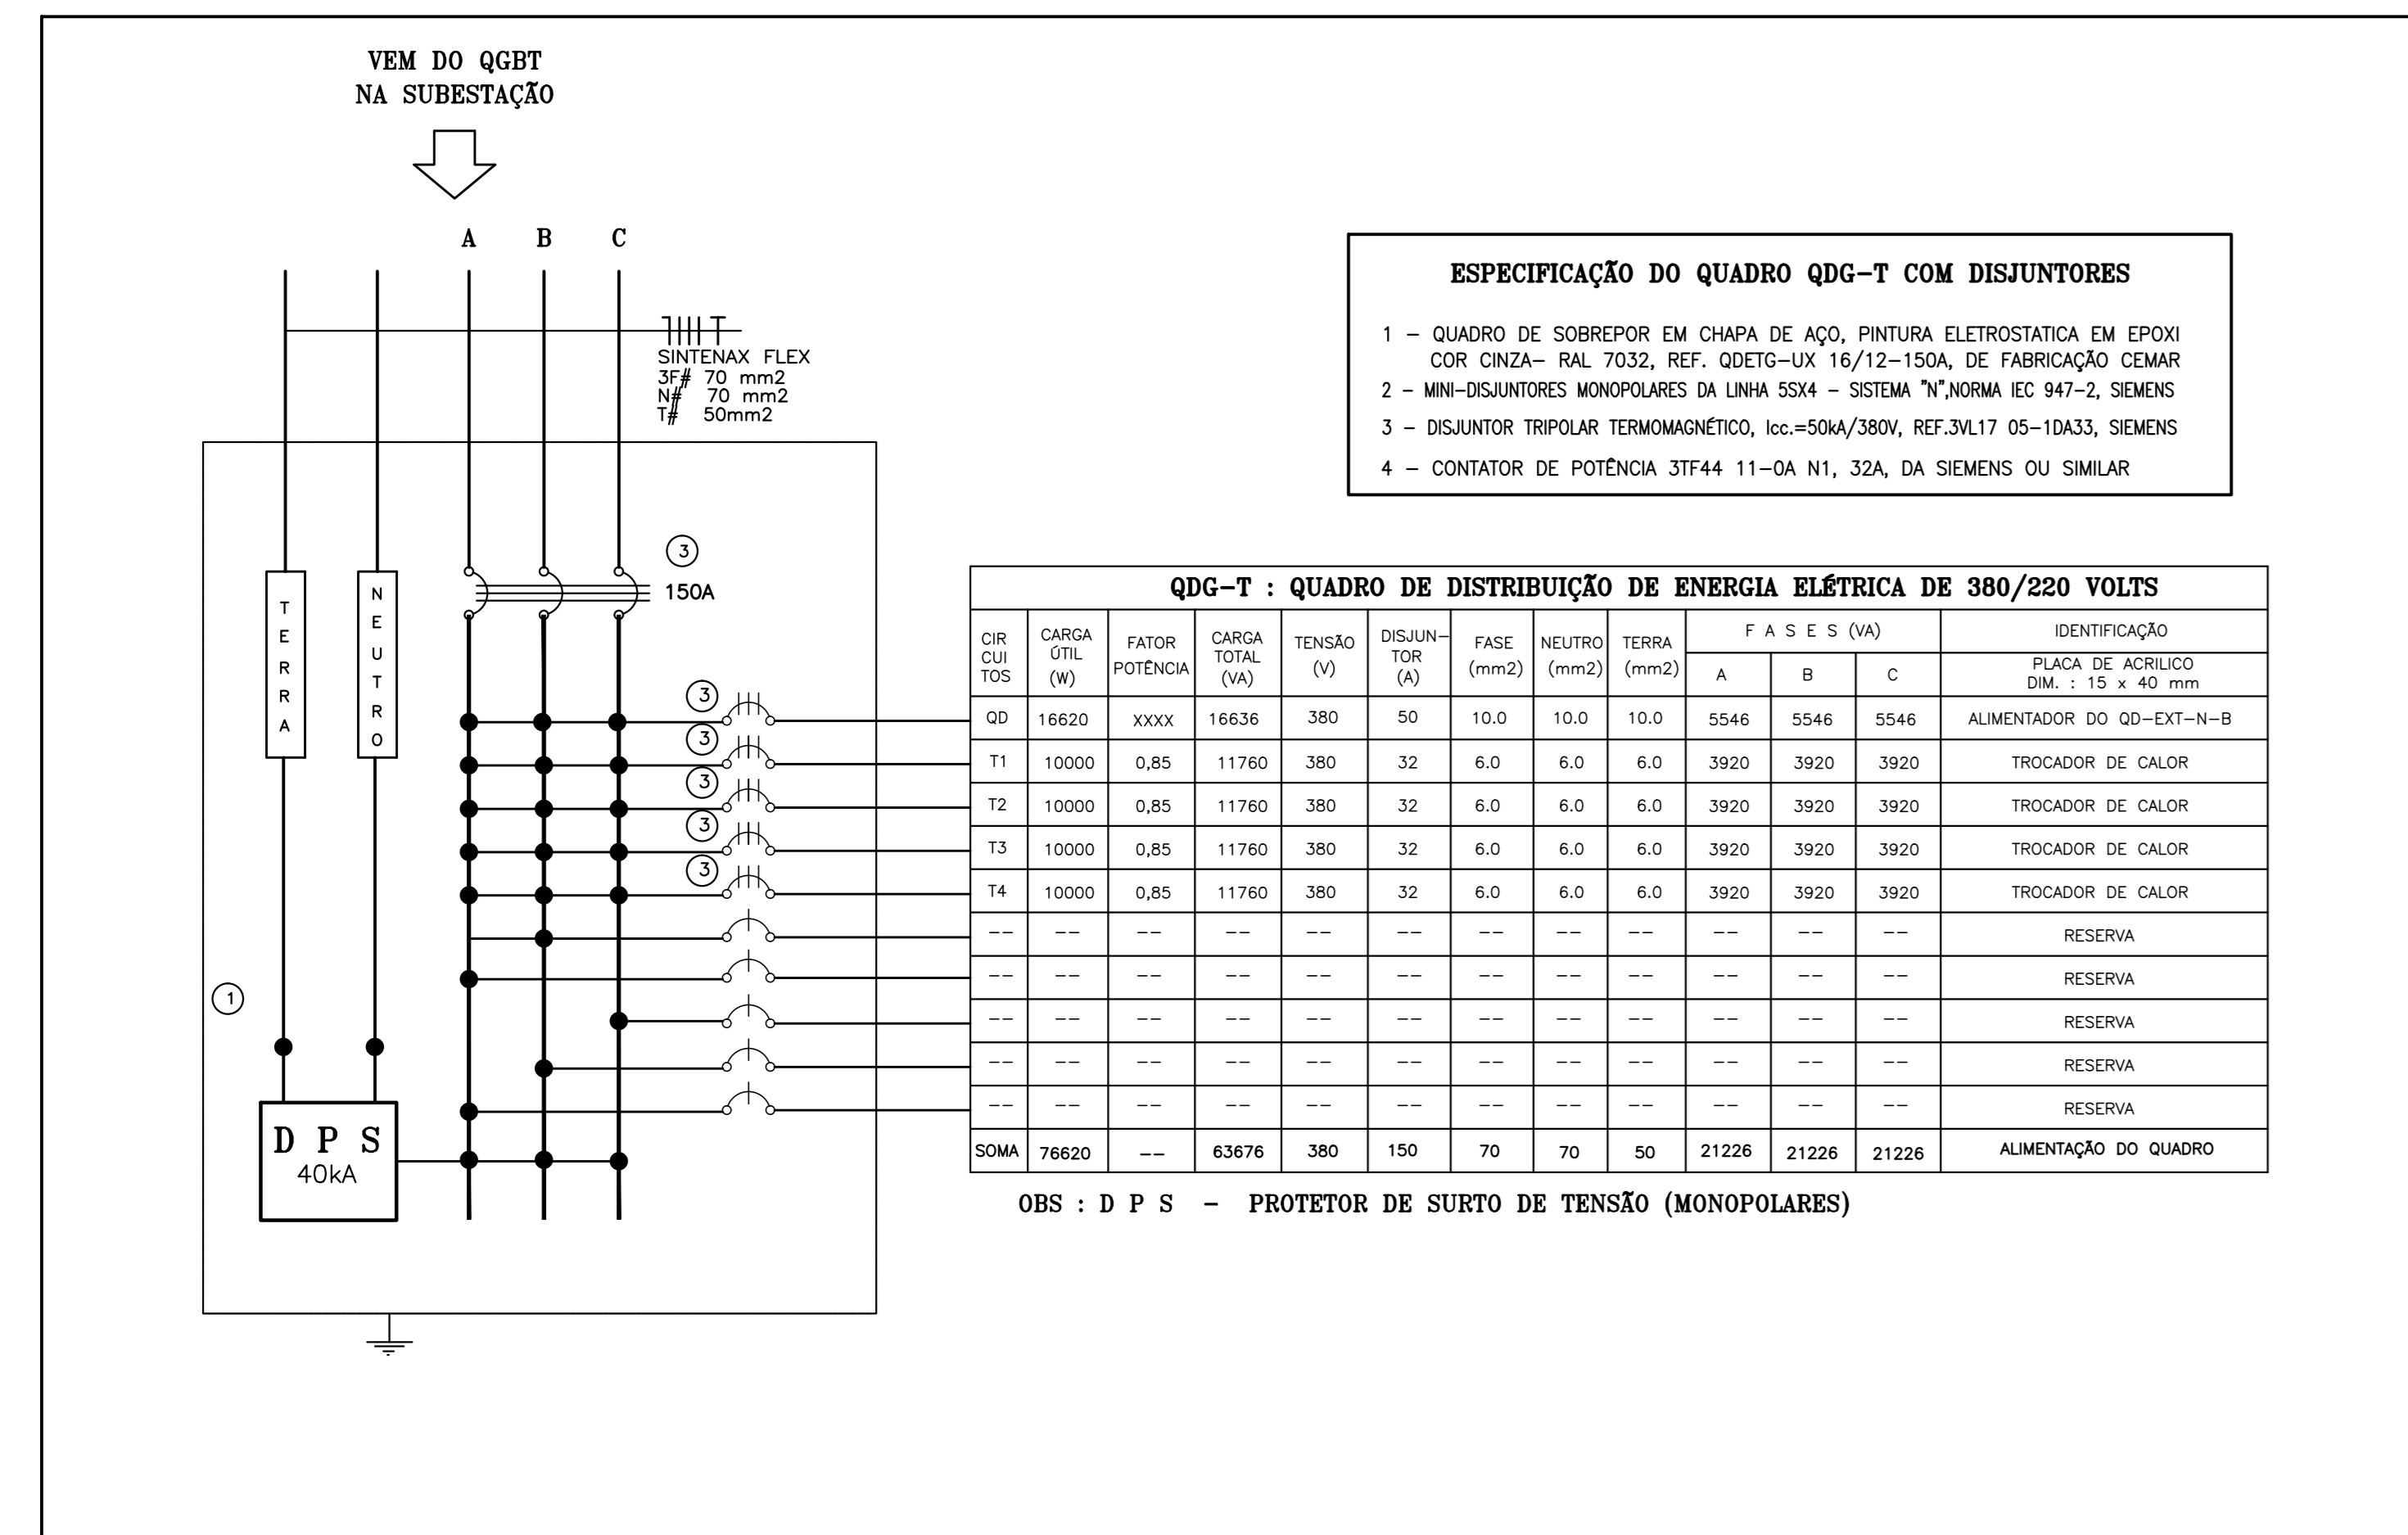 VEM DO QGBT
NA SUBESTAÇÃO
A B C
SINTENAX FLEX
3F# 70 mm2
N# 70 mm2
T# 50mm2
ESPECIFICAÇÃO DO QUADRO QDG-T COM DISJUNTORES
1 - QUADRO DE SOBREPOR EM CHAPA DE AÇO, PINTURA ELETROSTATICA EM EPOXI
COR CINZA- RAL 7032, REF. QDETG-UX 16/12-150A, DE FABRICAÇÃO CEMAR
2 - MINI-DISJUNTORES MONOPOLARES DA LINHA 5SX4 - SISTEMA "N",NORMA IEC 947-2, SIEMENS
3 - DISJUNTOR TRIPOLAR TERMOMAGNÉTICO, Icc.=50kA/380V, REF.3VL17 05-1DA33, SIEMENS
4 - CONTATOR DE POTÊNCIA 3TF44 11-0A N1, 32A, DA SIEMENS OU SIMILAR
3
150A
TERRA
NEUTRO
3
3
3
3
3
1
D P S
40kA
QDG-T : QUADRO DE DISTRIBUIÇÃO DE ENERGIA ELÉTRICA DE 380/220 VOLTS
CIR CUI TOS CARGA ÚTIL (W) FATOR POTÊNCIA CARGA TOTAL (VA) TENSÃO (V) DISJUN- TOR (A) FASE (mm2) NEUTRO (mm2) TERRA (mm2) F A S E S (VA) IDENTIFICAÇÃO
A B C PLACA DE ACRILICO DIM. : 15 x 40 mm
QD 16620 XXXX 16636 380 50 10.0 10.0 10.0 5546 5546 5546 ALIMENTADOR DO QD-EXT-N-B
T1 10000 0,85 11760 380 32 6.0 6.0 6.0 3920 3920 3920 TROCADOR DE CALOR
T2 10000 0,85 11760 380 32 6.0 6.0 6.0 3920 3920 3920 TROCADOR DE CALOR
T3 10000 0,85 11760 380 32 6.0 6.0 6.0 3920 3920 3920 TROCADOR DE CALOR
T4 10000 0,85 11760 380 32 6.0 6.0 6.0 3920 3920 3920 TROCADOR DE CALOR
-- -- -- -- -- -- -- -- -- -- -- -- RESERVA
-- -- -- -- -- -- -- -- -- -- -- -- RESERVA
-- -- -- -- -- -- -- -- -- -- -- -- RESERVA
-- -- -- -- -- -- -- -- -- -- -- -- RESERVA
-- -- -- -- -- -- -- -- -- -- -- -- RESERVA
SOMA 76620 -- 63676 380 150 70 70 50 21226 21226 21226 ALIMENTAÇÃO DO QUADRO
OBS : D P S - PROTETOR DE SURTO DE TENSÃO (MONOPOLARES)